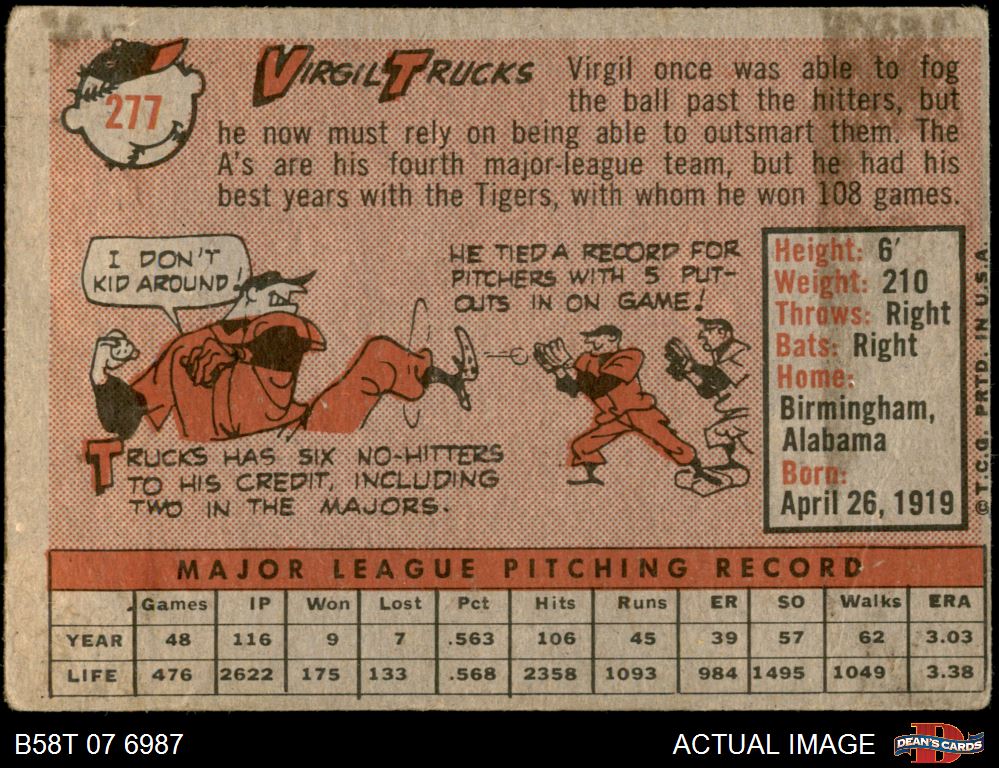 277
VIRGIL TRUCKS
Virgil once was able to fog
the ball past the hitters, but
he now must rely on being able to outsmart them. The
A's are his fourth major-league team, but he had his
best years with the Tigers, with whom he won 108 games.
I DON'T
KID AROUND!
HE TIED A RECORD FOR
PITCHERS WITH 5 PUT-
OUTS IN ON GAME!
TRUCKS HAS SIX NO-HITTERS
TO HIS CREDIT, INCLUDING
TWO IN THE MAJORS.
Height: 6'
Weight: 210
Throws: Right
Bats: Right
Home:
Birmingham,
Alabama
Born:
April 26, 1919
© T.C.G. PRTD. IN U.S.A.
MAJOR LEAGUE PITCHING RECORD
Games IP Won Lost Pct Hits Runs ER SO Walks ERA
YEAR 48 116 9 7 .563 106 45 39 57 62 3.03
LIFE 476 2622 175 133 .568 2358 1093 984 1495 1049 3.38
B58T 07 6987
ACTUAL IMAGE
D
DEAN'S CARDS